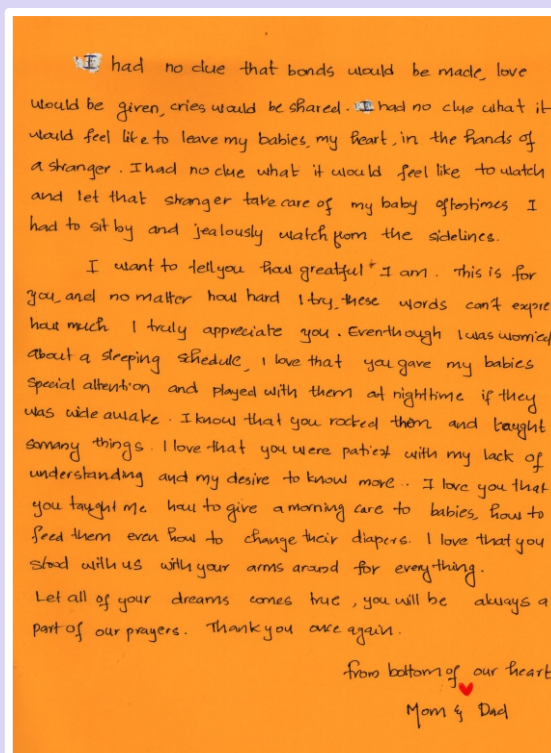 I had no clue that bonds would be made, love
would be given, cries would be shared. I had no clue what it
would feel like to leave my babies, my heart, in the hands of
a stranger. I had no clue what it would feel like to watch
and let that stranger take care of my baby oftentimes I
had to sit by and jealously watch from the sidelines.
I want to tell you how greatful I am. This is for
you, and no matter how hard I try, these words can't expre
how much I truly appreciate you. Eventhough I was worried
about a sleeping schedule, I love that you gave my babies
special attention and played with them at nighttime if they
was wide awake. I know that you rocked them and taught
somany things. I love that you were patient with my lack of
understanding and my desire to know more.. I love you that
you taught me how to give a morning care to babies, how to
feed them even how to change their diapers. I love that you
stood with us with your arms around for everything.
Let all of your dreams comes true, you will be always a
part of our prayers. Thank you once again.
from bottom of our heart
Mom & Dad